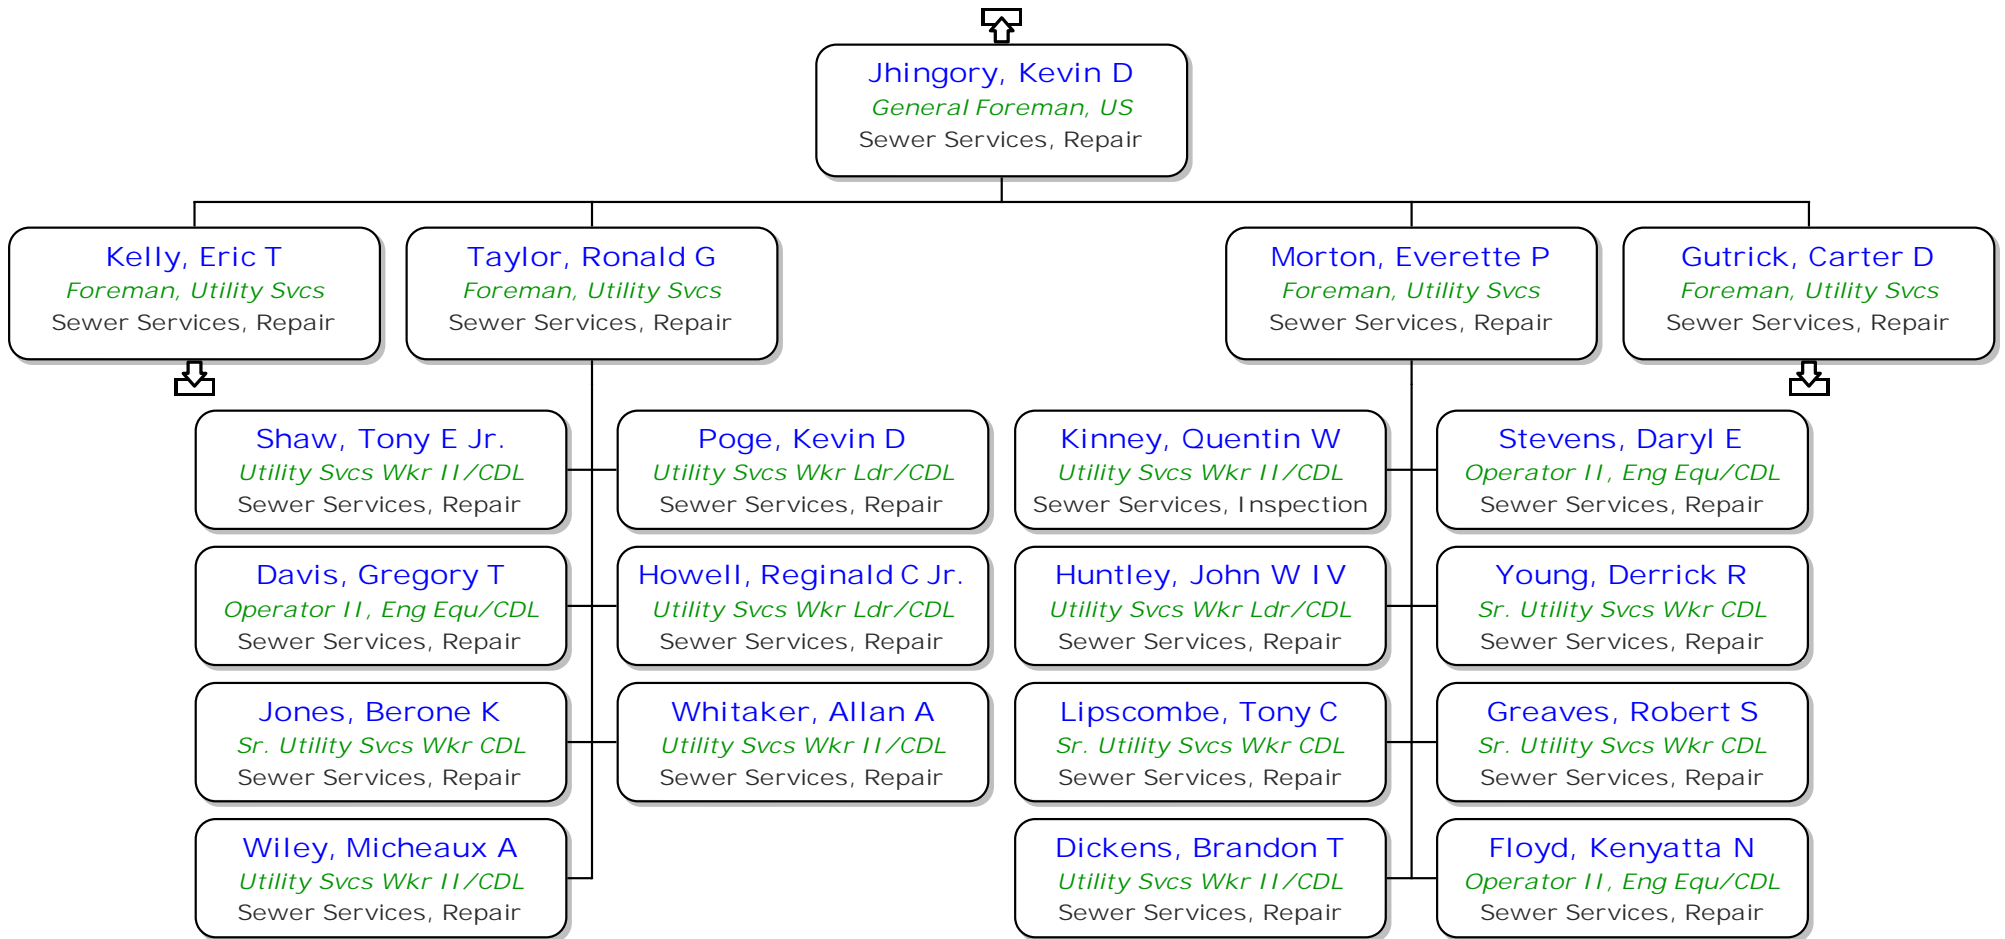 Jhingory, Kevin D
General Foreman, US
Sewer Services, Repair
Kelly, Eric T
Foreman, Utility Svcs
Sewer Services, Repair
Taylor, Ronald G
Foreman, Utility Svcs
Sewer Services, Repair
Morton, Everette P
Foreman, Utility Svcs
Sewer Services, Repair
Gutrick, Carter D
Foreman, Utility Svcs
Sewer Services, Repair
Shaw, Tony E Jr.
Utility Svcs Wkr II/CDL
Sewer Services, Repair
Poge, Kevin D
Utility Svcs Wkr Ldr/CDL
Sewer Services, Repair
Kinney, Quentin W
Utility Svcs Wkr II/CDL
Sewer Services, Inspection
Stevens, Daryl E
Operator II, Eng Equ/CDL
Sewer Services, Repair
Davis, Gregory T
Operator II, Eng Equ/CDL
Sewer Services, Repair
Howell, Reginald C Jr.
Utility Svcs Wkr Ldr/CDL
Sewer Services, Repair
Huntley, John W IV
Utility Svcs Wkr Ldr/CDL
Sewer Services, Repair
Young, Derrick R
Sr. Utility Svcs Wkr CDL
Sewer Services, Repair
Jones, Berone K
Sr. Utility Svcs Wkr CDL
Sewer Services, Repair
Whitaker, Allan A
Utility Svcs Wkr II/CDL
Sewer Services, Repair
Lipscombe, Tony C
Sr. Utility Svcs Wkr CDL
Sewer Services, Repair
Greaves, Robert S
Sr. Utility Svcs Wkr CDL
Sewer Services, Repair
Wiley, Micheaux A
Utility Svcs Wkr II/CDL
Sewer Services, Repair
Dickens, Brandon T
Utility Svcs Wkr II/CDL
Sewer Services, Repair
Floyd, Kenyatta N
Operator II, Eng Equ/CDL
Sewer Services, Repair